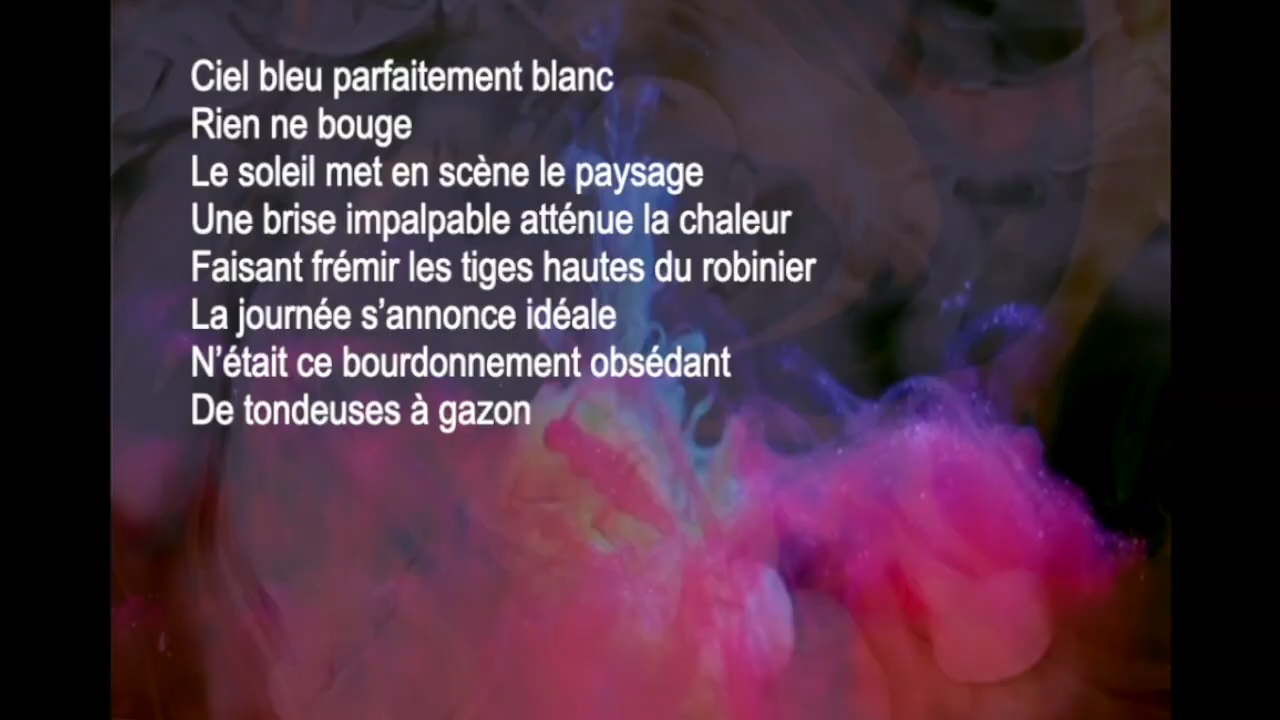 Ciel bleu parfaitement blanc
Rien ne bouge
Le soleil met en scène le paysage
Une brise impalpable atténue la chaleur
Faisant frémir les tiges hautes du robinier
La journée s’annonce idéale
N’était ce bourdonnement obsédant
De tondeuses à gazon